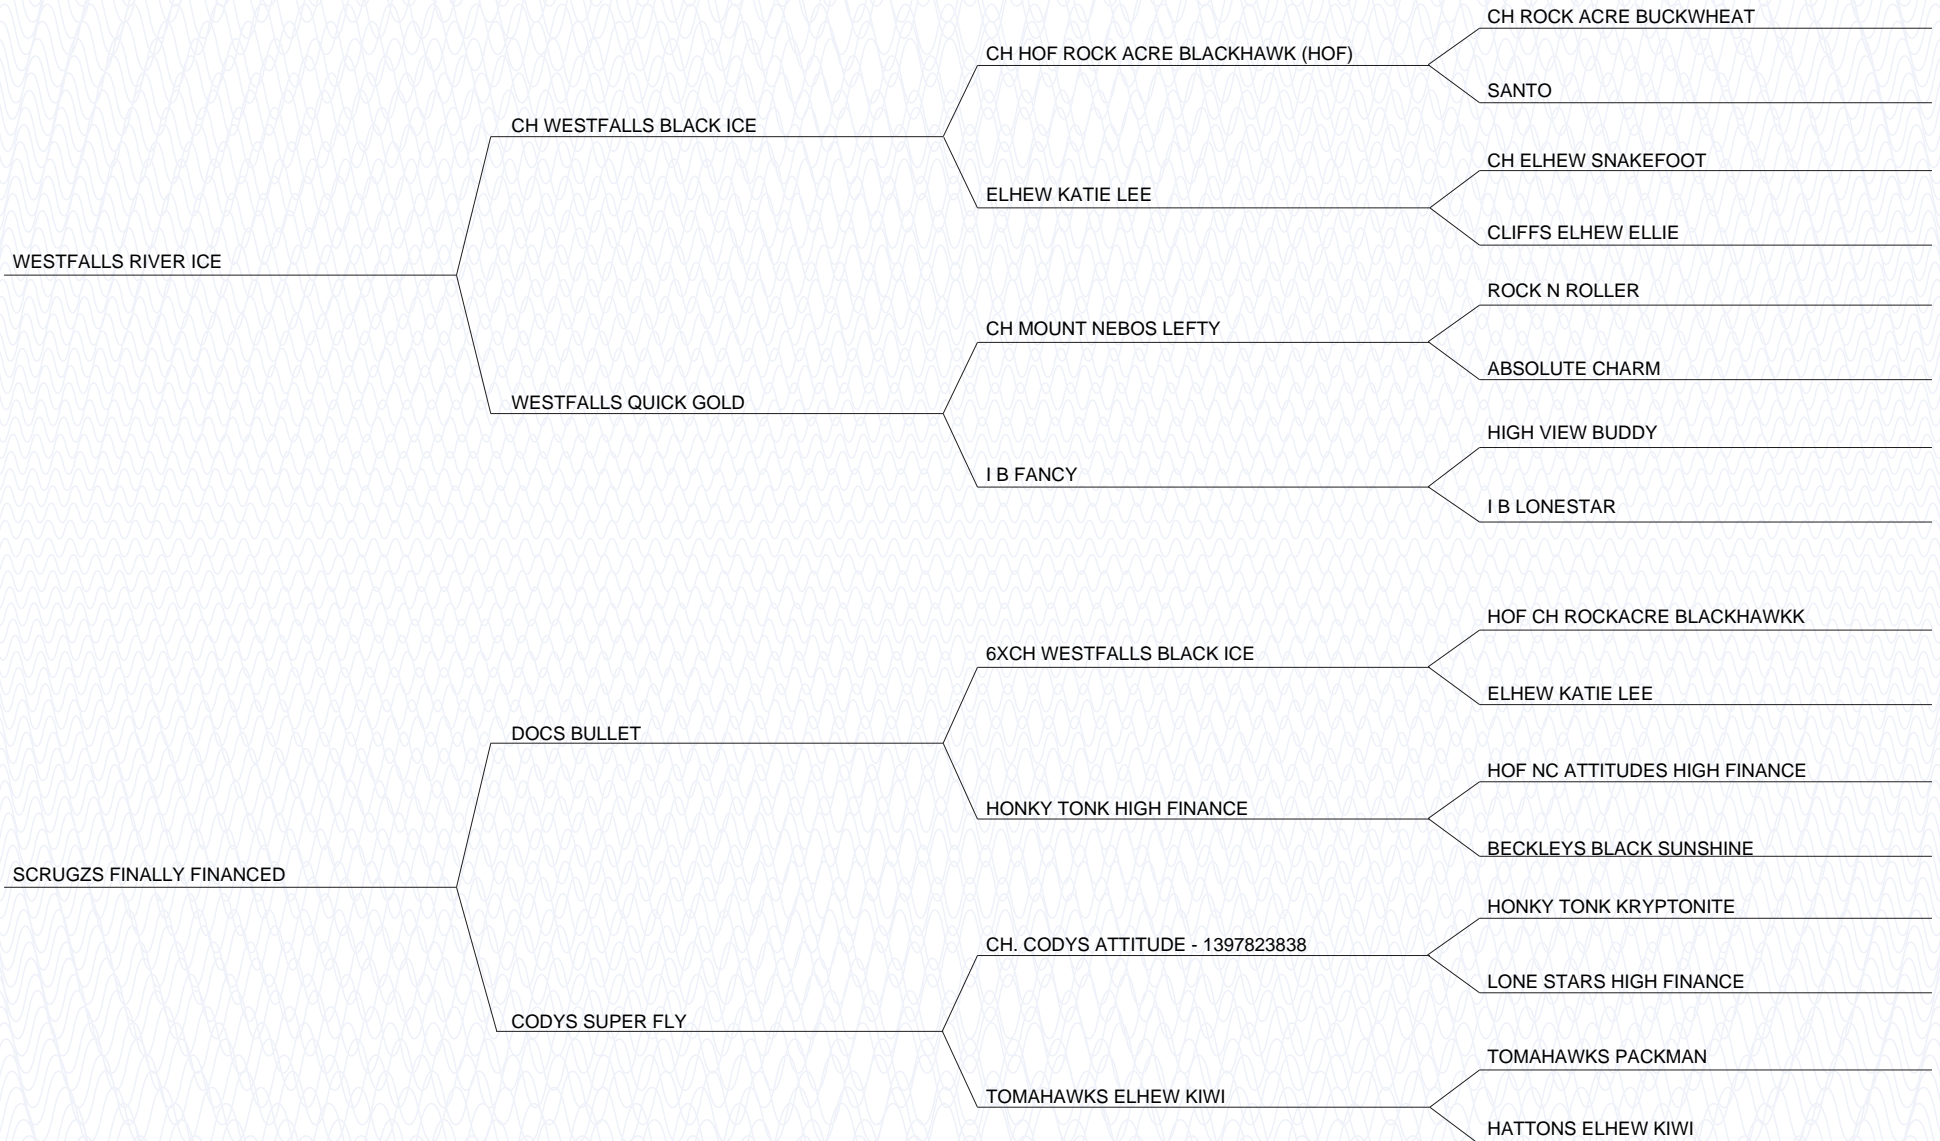 CH ROCK ACRE BUCKWHEAT
CH HOF ROCK ACRE BLACKHAWK (HOF)
SANTO
CH WESTFALLS BLACK ICE
CH ELHEW SNAKEFOOT
ELHEW KATIE LEE
CLIFFS ELHEW ELLIE
WESTFALLS RIVER ICE
ROCK N ROLLER
CH MOUNT NEBOS LEFTY
ABSOLUTE CHARM
WESTFALLS QUICK GOLD
HIGH VIEW BUDDY
I B FANCY
I B LONESTAR
HOF CH ROCKACRE BLACKHAWKK
6XCH WESTFALLS BLACK ICE
ELHEW KATIE LEE
DOCS BULLET
HOF NC ATTITUDES HIGH FINANCE
HONKY TONK HIGH FINANCE
BECKLEYS BLACK SUNSHINE
SCRUGZS FINALLY FINANCED
HONKY TONK KRYPTONITE
CH. CODYS ATTITUDE - 1397823838
LONE STARS HIGH FINANCE
CODYS SUPER FLY
TOMAHAWKS PACKMAN
TOMAHAWKS ELHEW KIWI
HATTONS ELHEW KIWI